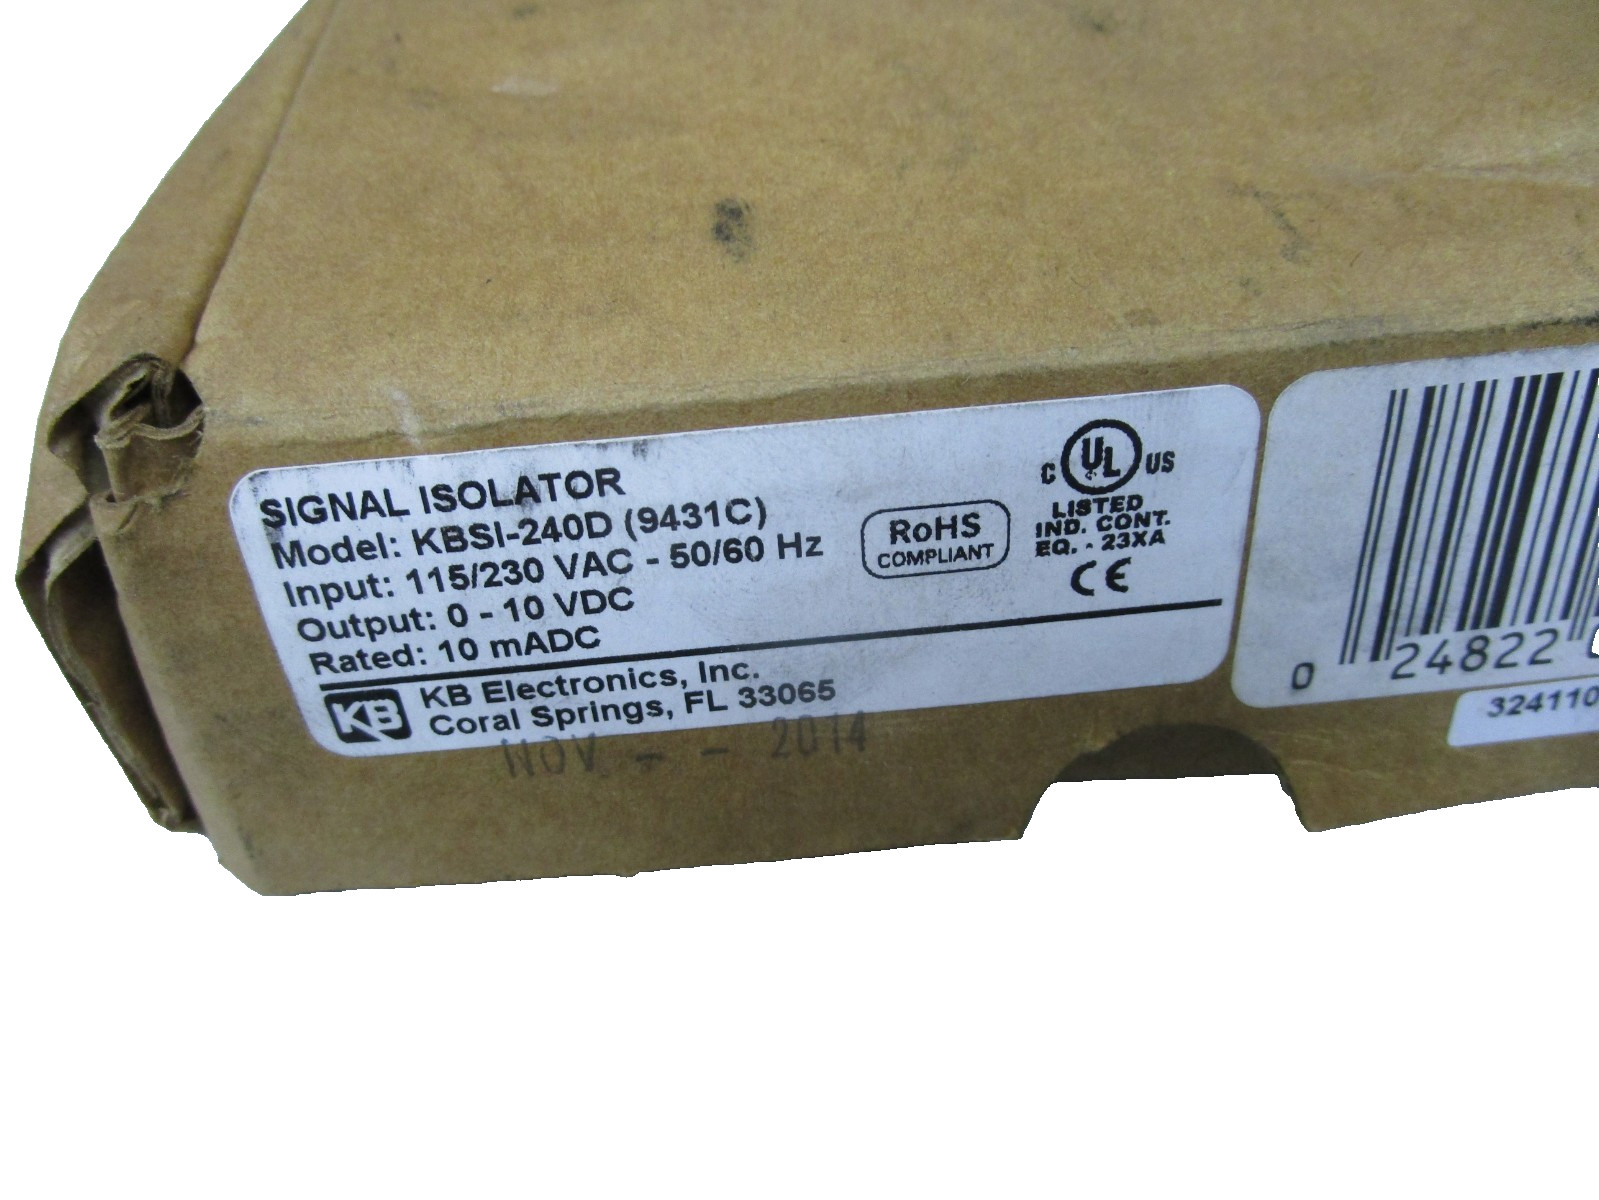 SIGNAL ISOLATOR
Model: KBSI-240D (9431C)
Input: 115/230 VAC - 50/60 Hz
Output: 0 - 10 VDC
Rated: 10 mADC
RoHS
COMPLIANT
C UL US
LISTED
IND. CONT.
EQ. - 23XA
CE
KB
KB Electronics, Inc.
Coral Springs, FL 33065
NOV - - 2014
0 24822
324110